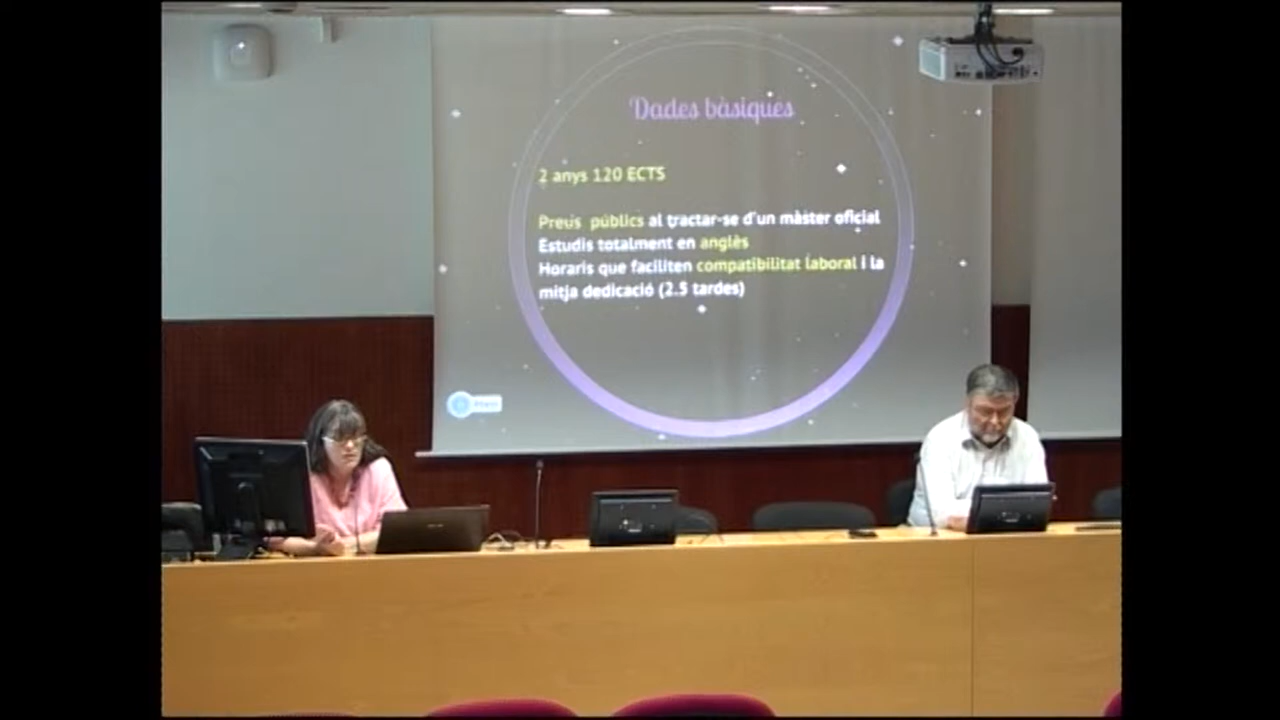 Dades bàsiques
2 anys 120 ECTS
Preus públics al tractar-se d'un màster oficial
Estudis totalment en anglès
Horaris que faciliten compatibilitat laboral i la
mitja dedicació (2.5 tardes)